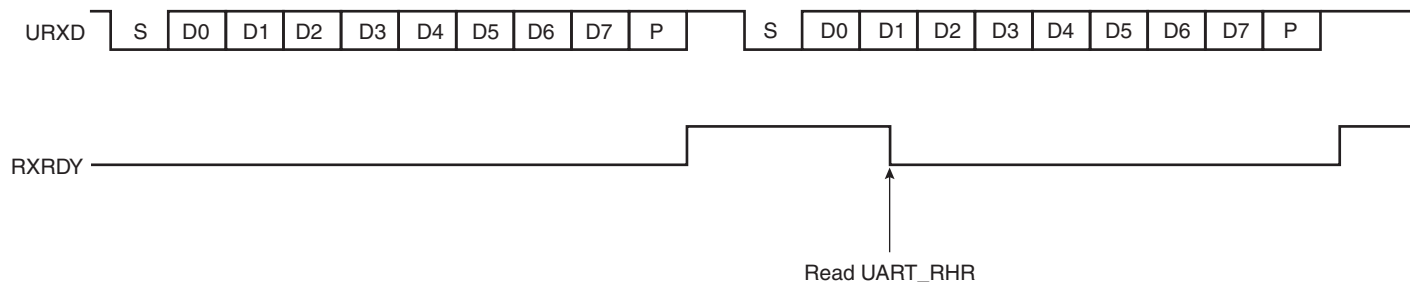 URXD S D0 D1 D2 D3 D4 D5 D6 D7 P S D0 D1 D2 D3 D4 D5 D6 D7 P
RXRDY
Read UART_RHR